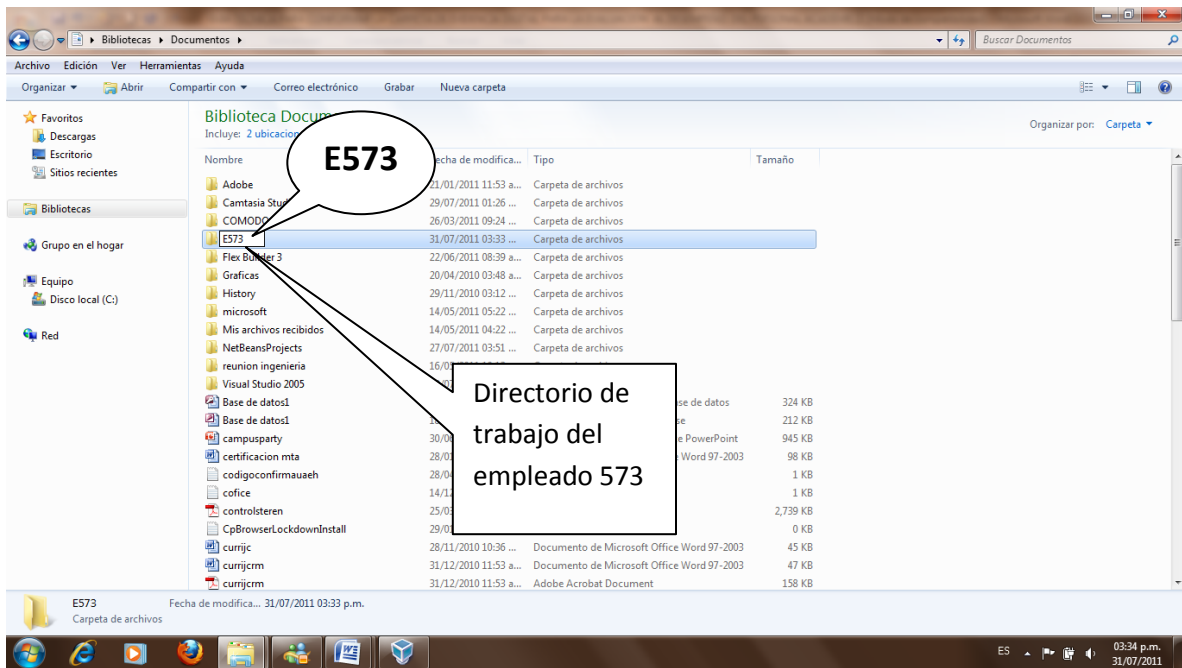 Bibliotecas ▸ Documentos ▸
Buscar Documentos
Archivo Edición Ver Herramientas Ayuda
Organizar Abrir Compartir con Correo electrónico Grabar Nueva carpeta
Favoritos
Descargas
Escritorio
Sitios recientes
Bibliotecas
Grupo en el hogar
Equipo
Disco local (C:)
Red
Biblioteca
Incluye: 2
Organizar por: Carpeta
Nombre de modifica... Tipo Tamaño
Adobe 21/01/2011 11:53 a... Carpeta de archivos
Camtasia 29/07/2011 01:26 ... Carpeta de archivos
COMODO 26/03/2011 09:24 ... Carpeta de archivos
E573 31/07/2011 03:33 ... Carpeta de archivos
Flex Builder 3 22/06/2011 08:39 a... Carpeta de archivos
Graficas 20/04/2010 03:48 a... Carpeta de archivos
History 29/11/2010 03:12 ... Carpeta de archivos
microsoft 14/05/2011 05:22 ... Carpeta de archivos
Mis archivos recibidos 14/05/2011 04:22 ... Carpeta de archivos
NetBeansProjects 27/07/2011 03:51 ... Carpeta de archivos
reunion ingenieria
Visual Studio 2005
Base de datos1 de datos 324 KB
Base de datos1 212 KB
campusparty PowerPoint 945 KB
certificacion mta Word 97-2003 98 KB
codigoconfirmauaeh 1 KB
cofice 1 KB
controlsteren 2,739 KB
CpBrowserLockdownInstall 0 KB
currijc 28/11/2010 10:36 ... Documento de Microsoft Office Word 97-2003 45 KB
currijcrm 31/12/2010 11:53 a... Documento de Microsoft Office Word 97-2003 47 KB
currijcrm 31/12/2010 11:53 a... Adobe Acrobat Document 158 KB
E573
Directorio de
trabajo del
empleado 573
E573 Fecha de modifica... 31/07/2011 03:33 p.m.
Carpeta de archivos
ES 03:34 p.m.
31/07/2011